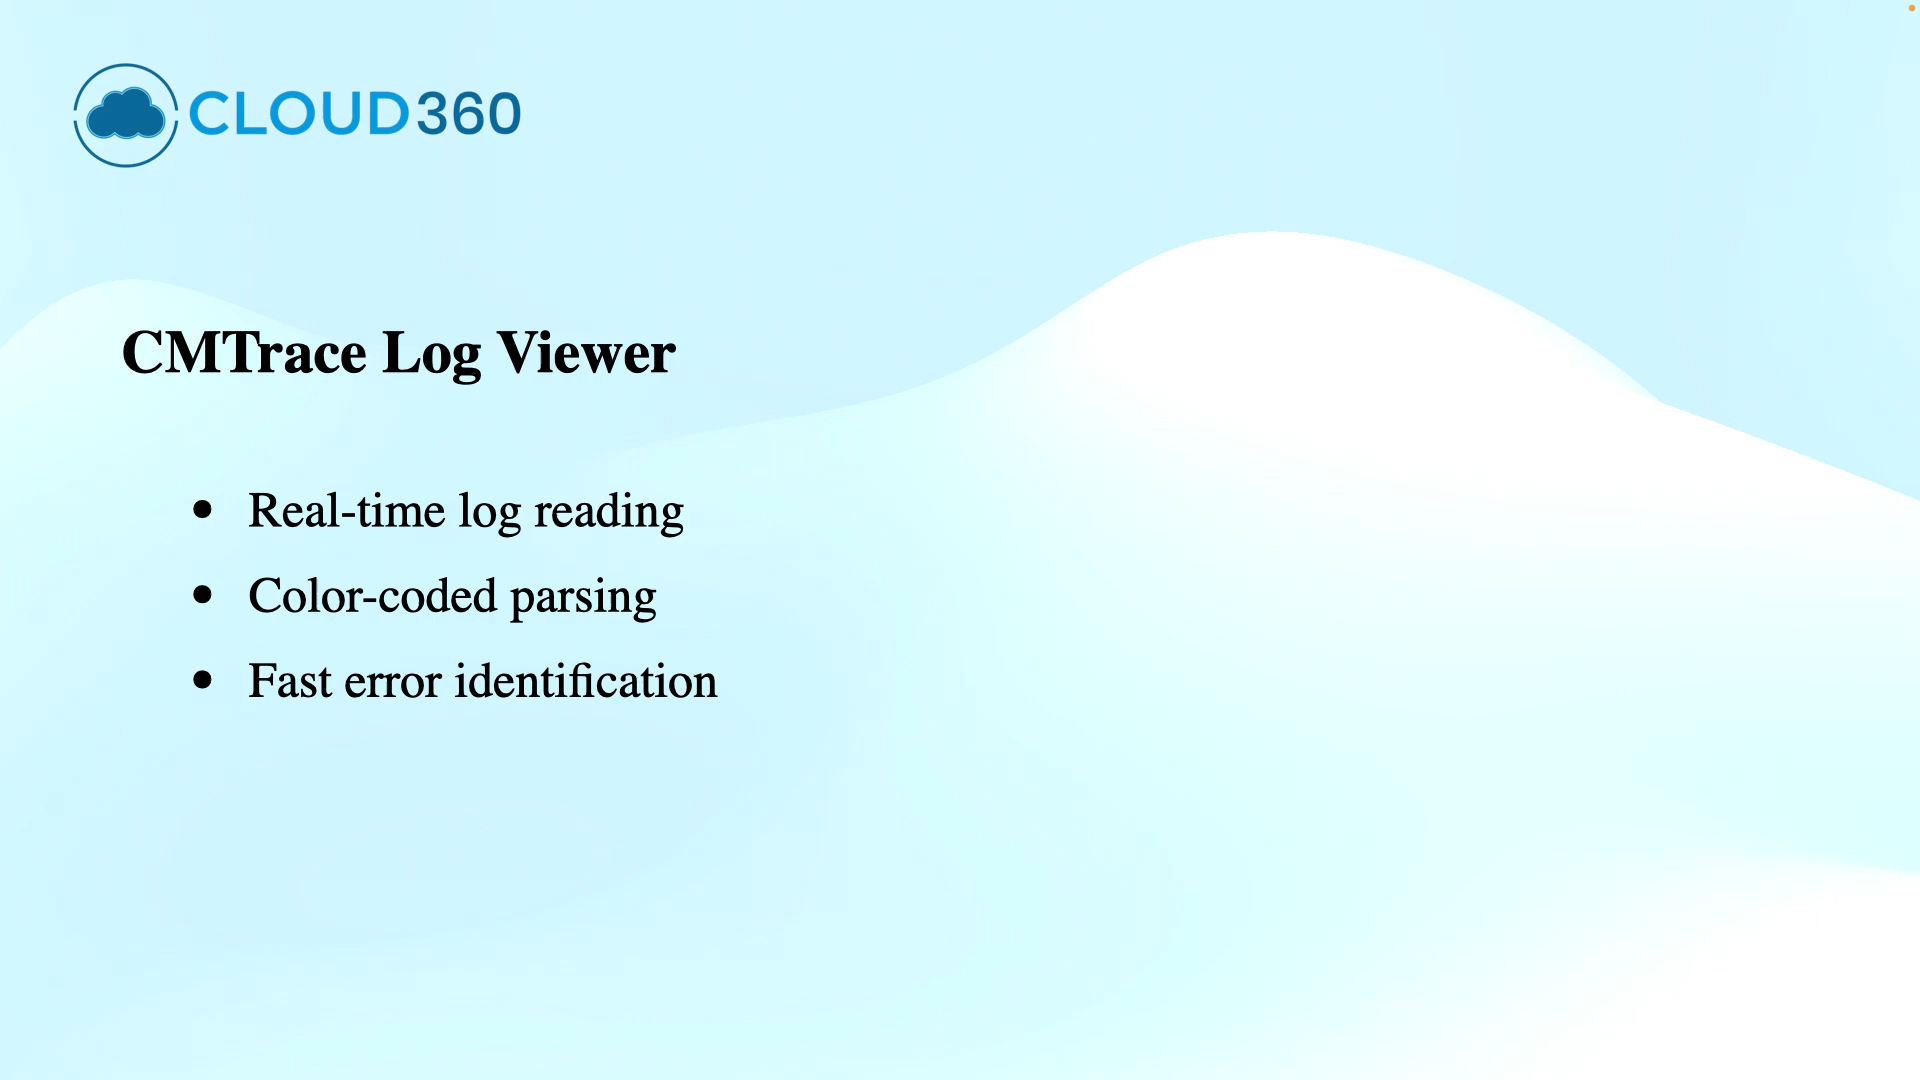 CLOUD360
CMTrace Log Viewer
• Real-time log reading
• Color-coded parsing
• Fast error identification